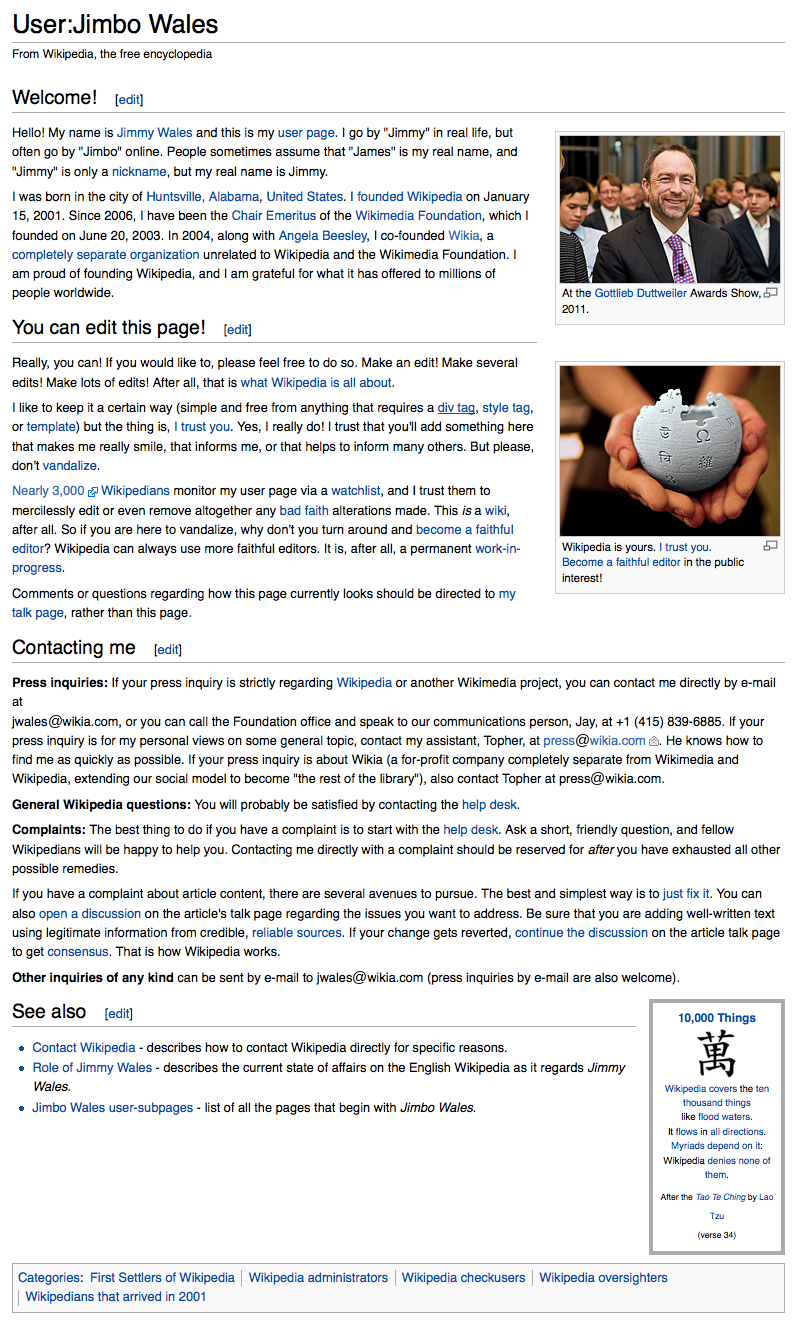 User:Jimbo Wales
From Wikipedia, the free encyclopedia
Welcome! [edit]
Hello! My name is Jimmy Wales and this is my user page. I go by "Jimmy" in real life, but
often go by "Jimbo" online. People sometimes assume that "James" is my real name, and
"Jimmy" is only a nickname, but my real name is Jimmy.
I was born in the city of Huntsville, Alabama, United States. I founded Wikipedia on January
15, 2001. Since 2006, I have been the Chair Emeritus of the Wikimedia Foundation, which I
founded on June 20, 2003. In 2004, along with Angela Beesley, I co-founded Wikia, a
completely separate organization unrelated to Wikipedia and the Wikimedia Foundation. I
am proud of founding Wikipedia, and I am grateful for what it has offered to millions of
people worldwide.
At the Gottlieb Duttweiler Awards Show,
2011.
You can edit this page! [edit]
Really, you can! If you would like to, please feel free to do so. Make an edit! Make several
edits! Make lots of edits! After all, that is what Wikipedia is all about.
I like to keep it a certain way (simple and free from anything that requires a div tag, style tag,
or template) but the thing is, I trust you. Yes, I really do! I trust that you'll add something here
that makes me really smile, that informs me, or that helps to inform many others. But please,
don't vandalize.
Nearly 3,000 Wikipedians monitor my user page via a watchlist, and I trust them to
mercilessly edit or even remove altogether any bad faith alterations made. This is a wiki,
after all. So if you are here to vandalize, why don't you turn around and become a faithful
editor? Wikipedia can always use more faithful editors. It is, after all, a permanent work-in-
progress.
Comments or questions regarding how this page currently looks should be directed to my
talk page, rather than this page.
Ω
वि
維
Wikipedia is yours. I trust you.
Become a faithful editor in the public
interest!
Contacting me [edit]
Press inquiries: If your press inquiry is strictly regarding Wikipedia or another Wikimedia project, you can contact me directly by e-mail
at
jwales@wikia.com, or you can call the Foundation office and speak to our communications person, Jay, at +1 (415) 839-6885. If your
press inquiry is for my personal views on some general topic, contact my assistant, Topher, at press@wikia.com. He knows how to
find me as quickly as possible. If your press inquiry is about Wikia (a for-profit company completely separate from Wikimedia and
Wikipedia, extending our social model to become "the rest of the library"), also contact Topher at press@wikia.com.
General Wikipedia questions: You will probably be satisfied by contacting the help desk.
Complaints: The best thing to do if you have a complaint is to start with the help desk. Ask a short, friendly question, and fellow
Wikipedians will be happy to help you. Contacting me directly with a complaint should be reserved for after you have exhausted all other
possible remedies.
If you have a complaint about article content, there are several avenues to pursue. The best and simplest way is to just fix it. You can
also open a discussion on the article's talk page regarding the issues you want to address. Be sure that you are adding well-written text
using legitimate information from credible, reliable sources. If your change gets reverted, continue the discussion on the article talk page
to get consensus. That is how Wikipedia works.
Other inquiries of any kind can be sent by e-mail to jwales@wikia.com (press inquiries by e-mail are also welcome).
See also [edit]
Contact Wikipedia - describes how to contact Wikipedia directly for specific reasons.
Role of Jimmy Wales - describes the current state of affairs on the English Wikipedia as it regards Jimmy
Wales.
Jimbo Wales user-subpages - list of all the pages that begin with Jimbo Wales.
10,000 Things
萬
Wikipedia covers the ten
thousand things
like flood waters.
It flows in all directions.
Myriads depend on it:
Wikipedia denies none of
them.
After the Tao Te Ching by Lao
Tzu
(verse 34)
Categories: First Settlers of Wikipedia | Wikipedia administrators | Wikipedia checkusers | Wikipedia oversighters
| Wikipedians that arrived in 2001